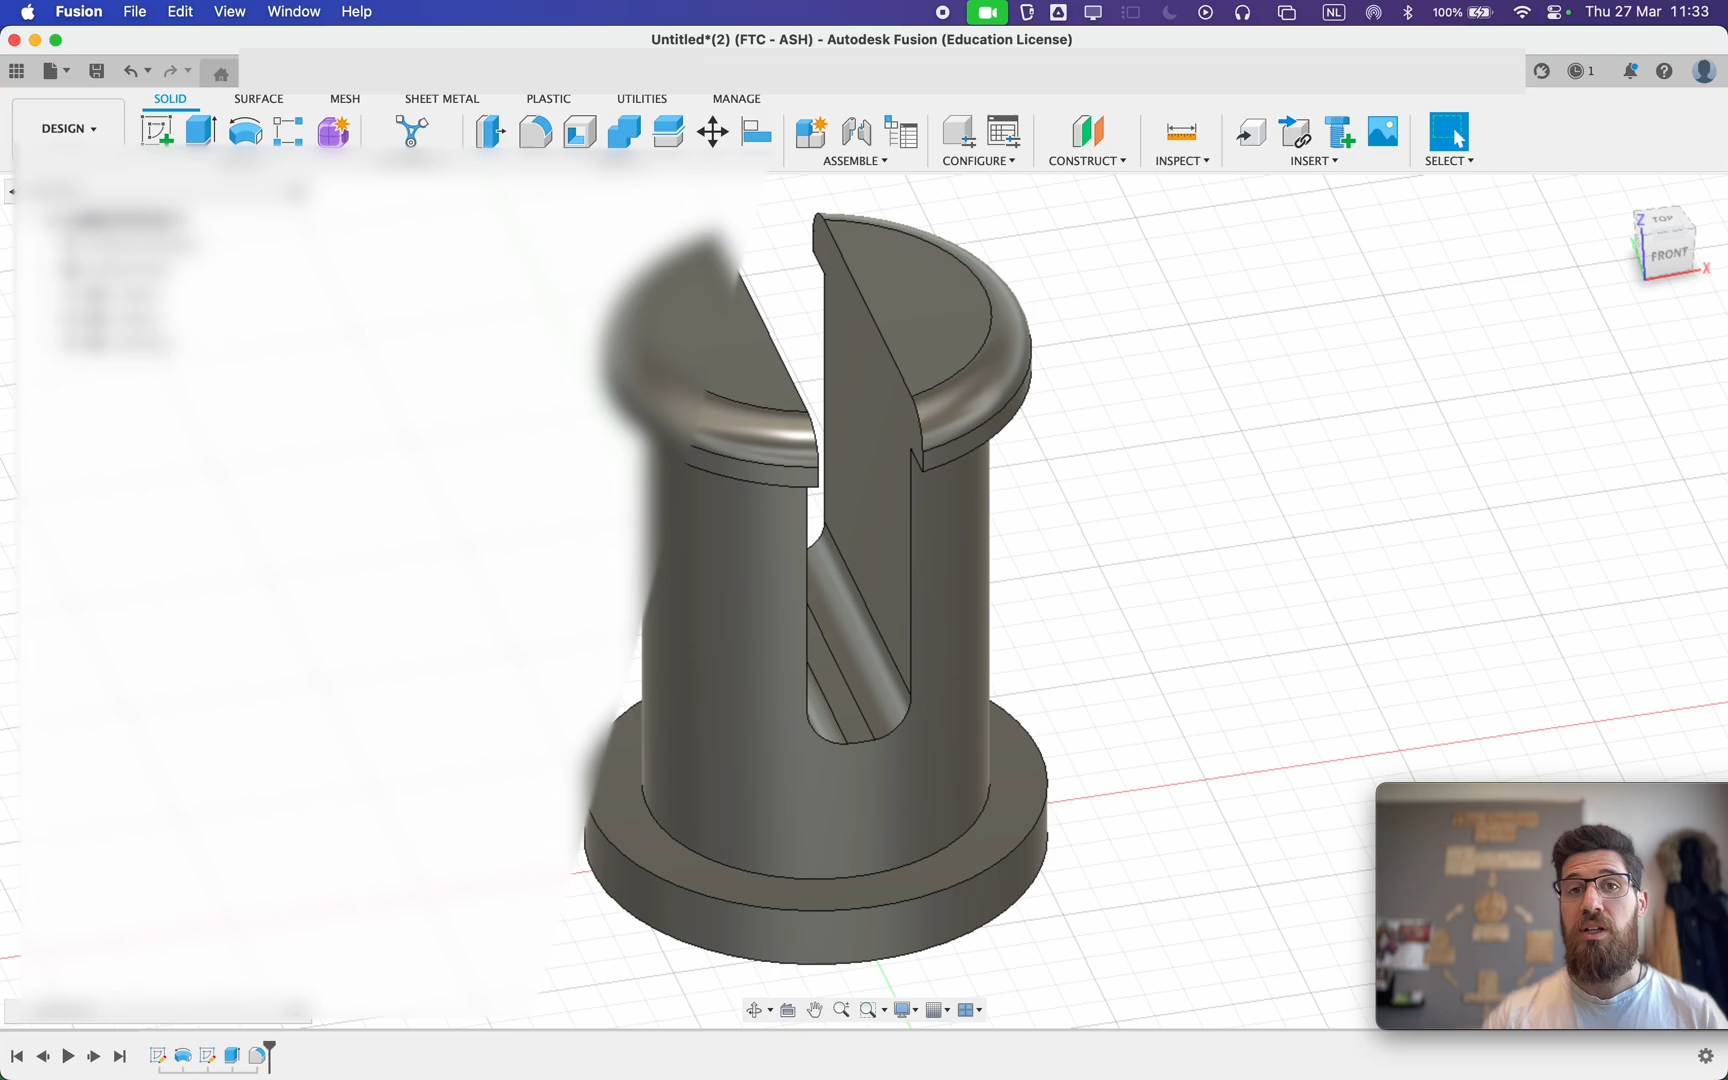 Fusion File Edit View Window Help NL 100% Thu 27 Mar 11:33
Untitled*(2) (FTC - ASH) - Autodesk Fusion (Education License)
1
SOLID SURFACE MESH SHEET METAL PLASTIC UTILITIES MANAGE
DESIGN
ASSEMBLE CONFIGURE CONSTRUCT INSPECT INSERT SELECT
TOP
Z
FRONT
X